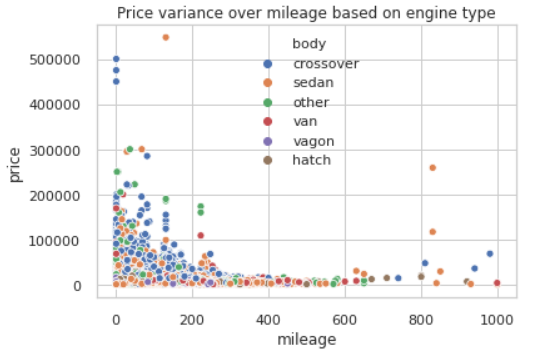 Price variance over mileage based on engine type
body
crossover
sedan
other
van
vagon
hatch
price
500000
400000
300000
200000
100000
0
0 200 400 600 800 1000
mileage